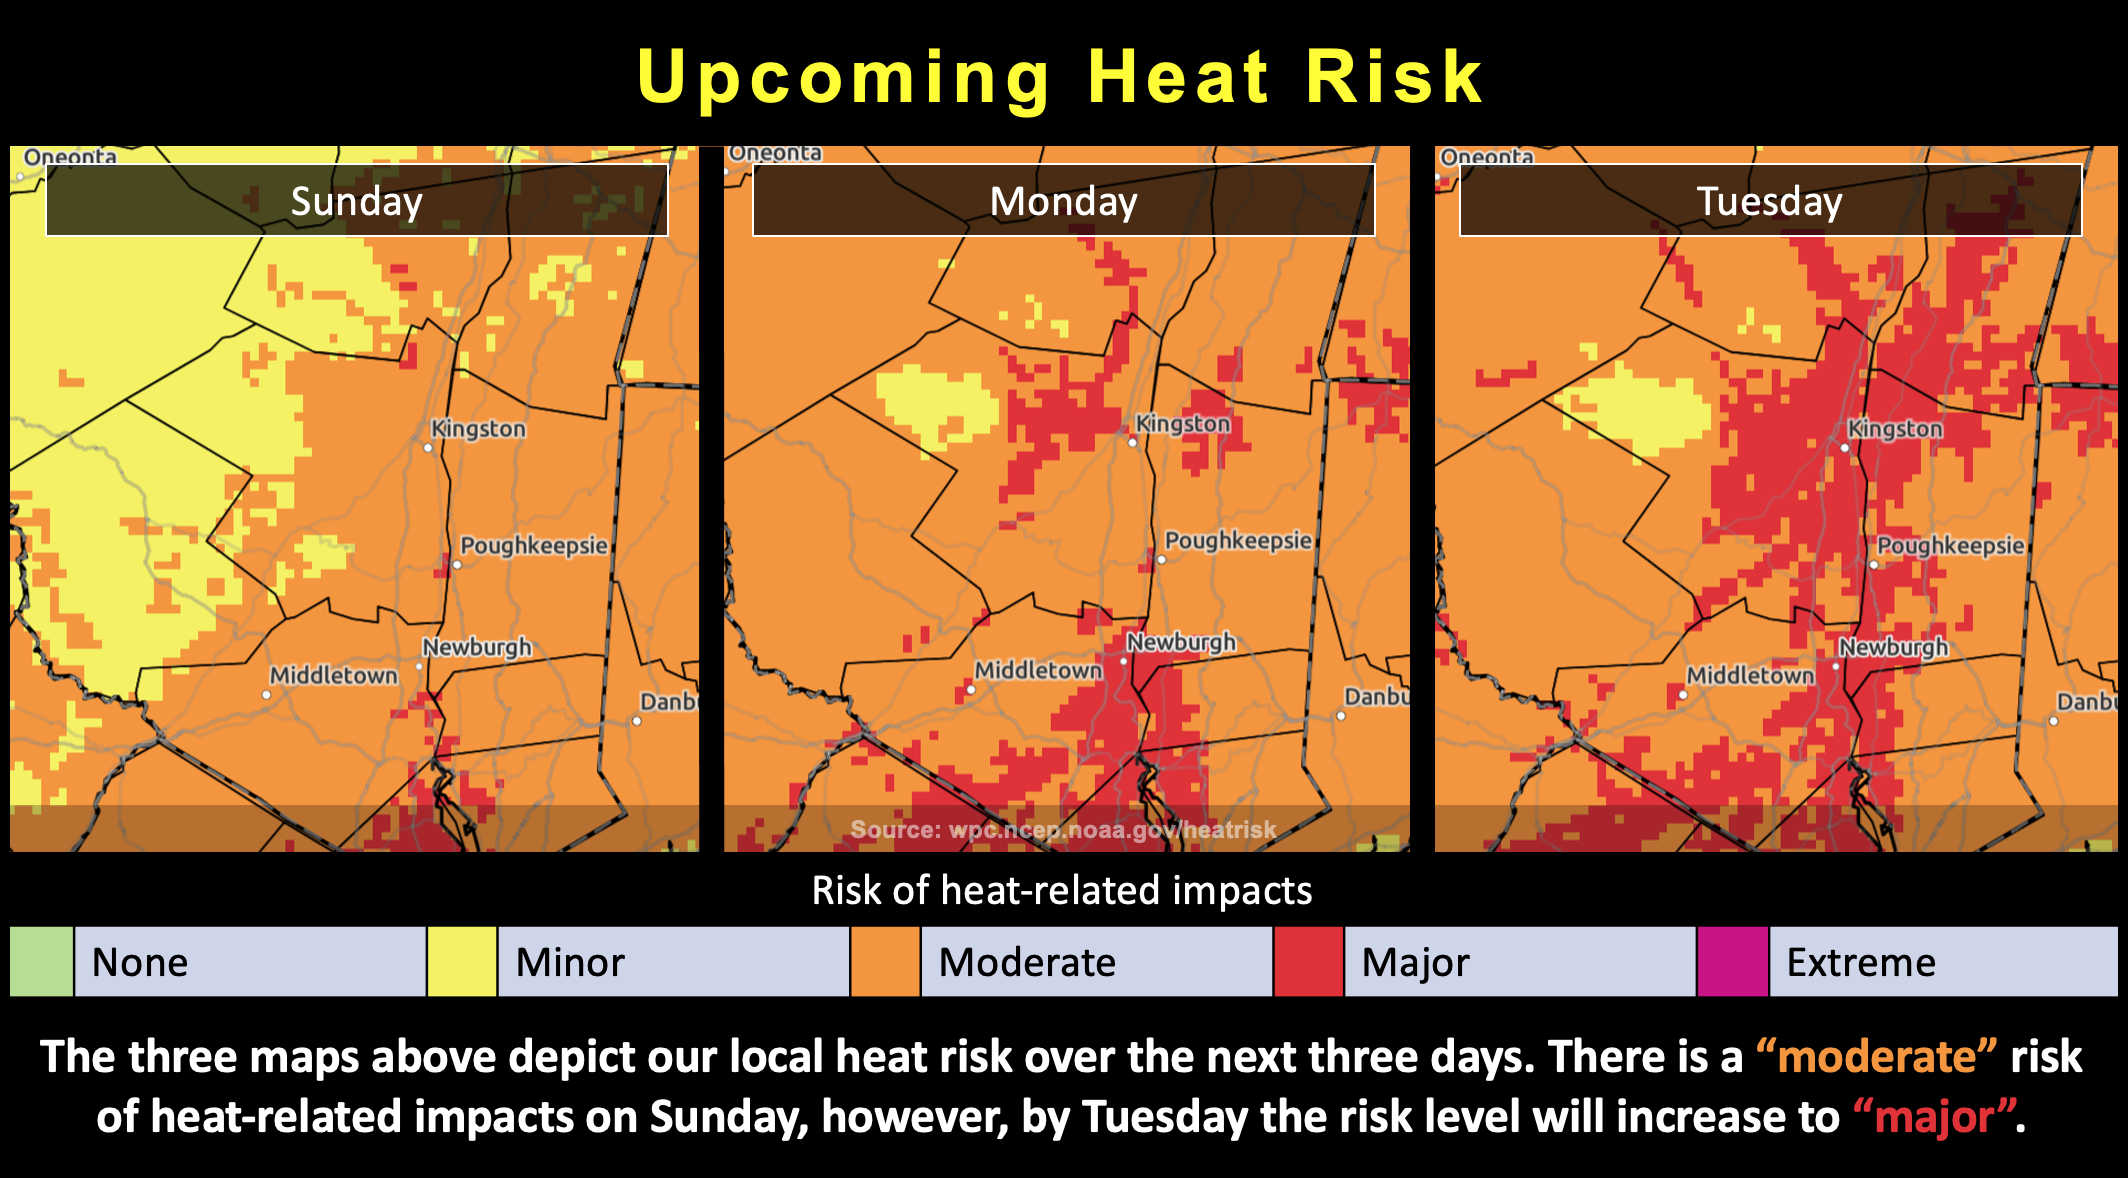 Upcoming Heat Risk
Oneonta
Sunday
Kingston
Poughkeepsie
Newburgh
Middletown
Danb
Oneonta
Monday
Kingston
Poughkeepsie
Newburgh
Middletown
Danbu
Source: wpc.ncep.noaa.gov/heatrisk
Oneonta
Tuesday
Kingston
Poughkeepsie
Newburgh
Middletown
Danbu
Risk of heat-related impacts
None Minor Moderate Major Extreme
The three maps above depict our local heat risk over the next three days. There is a “moderate” risk
of heat-related impacts on Sunday, however, by Tuesday the risk level will increase to “major”.